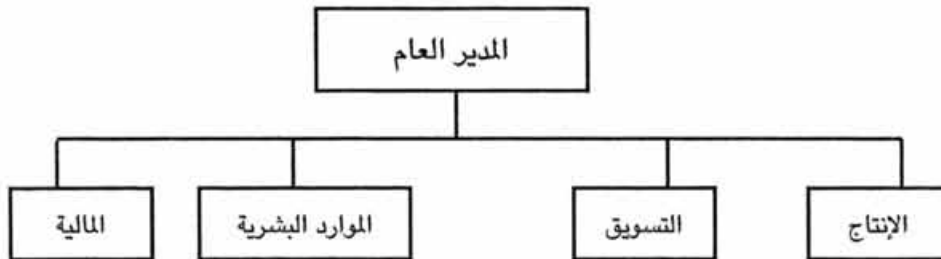 المدير العام
الإنتاج
التسويق
الموارد البشرية
المالية